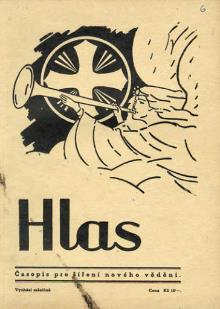 6
Hlas
Časopis pro šíření nového vědění.
Vychází měsíčně Cena Kč 10·-.